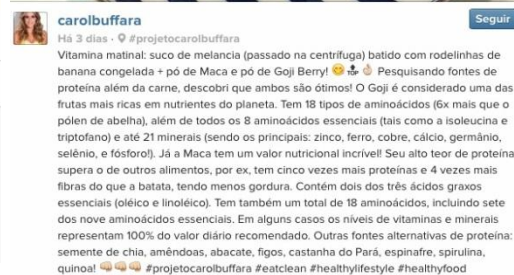 carolbuffara
Seguir
Há 3 dias · #projetocarolbuffara
Vitamina matinal: suco de melancia (passado na centrífuga) batido com rodelinhas de
banana congelada + pó de Maca e pó de Goji Berry! 😋🔝👌 Pesquisando fontes de
proteína além da carne, descobri que ambos são ótimos! O Goji é considerado uma das
frutas mais ricas em nutrientes do planeta. Tem 18 tipos de aminoácidos (6x mais que o
pólen de abelha), além de todos os 8 aminoácidos essenciais (tais como a isoleucina e
triptofano) e até 21 minerais (sendo os principais: zinco, ferro, cobre, cálcio, germânio,
selênio, e fósforo!). Já a Maca tem um valor nutricional incrível! Seu alto teor de proteína
supera o de outros alimentos, por ex, tem cinco vezes mais proteínas e 4 vezes mais
fibras do que a batata, tendo menos gordura. Contém dois dos três ácidos graxos
essenciais (oléico e linoléico). Tem também um total de 18 aminoácidos, incluindo sete
dos nove aminoácidos essenciais. Em alguns casos os níveis de vitaminas e minerais
representam 100% do valor diário recomendado. Outras fontes alternativas de proteína:
semente de chia, amêndoas, abacate, figos, castanha do Pará, espinafre, spirulina,
quinoa! 👊👊👊 #projetocarolbuffara #eatclean #healthylifestyle #healthyfood